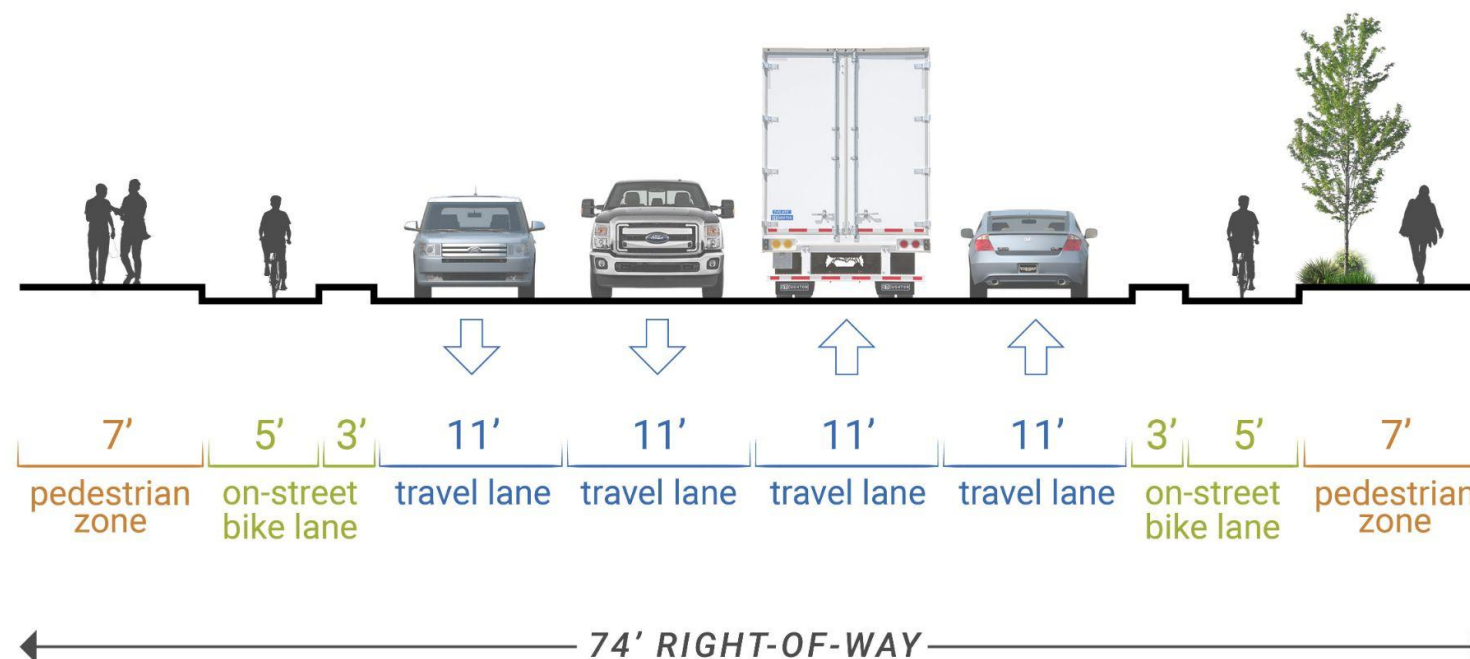 7’ 5’ 3’ 11’ 11’ 11’ 11’ 3’ 5’ 7’
pedestrian zone
on-street bike lane
travel lane
travel lane
travel lane
travel lane
on-street bike lane
pedestrian zone
74’ RIGHT-OF-WAY